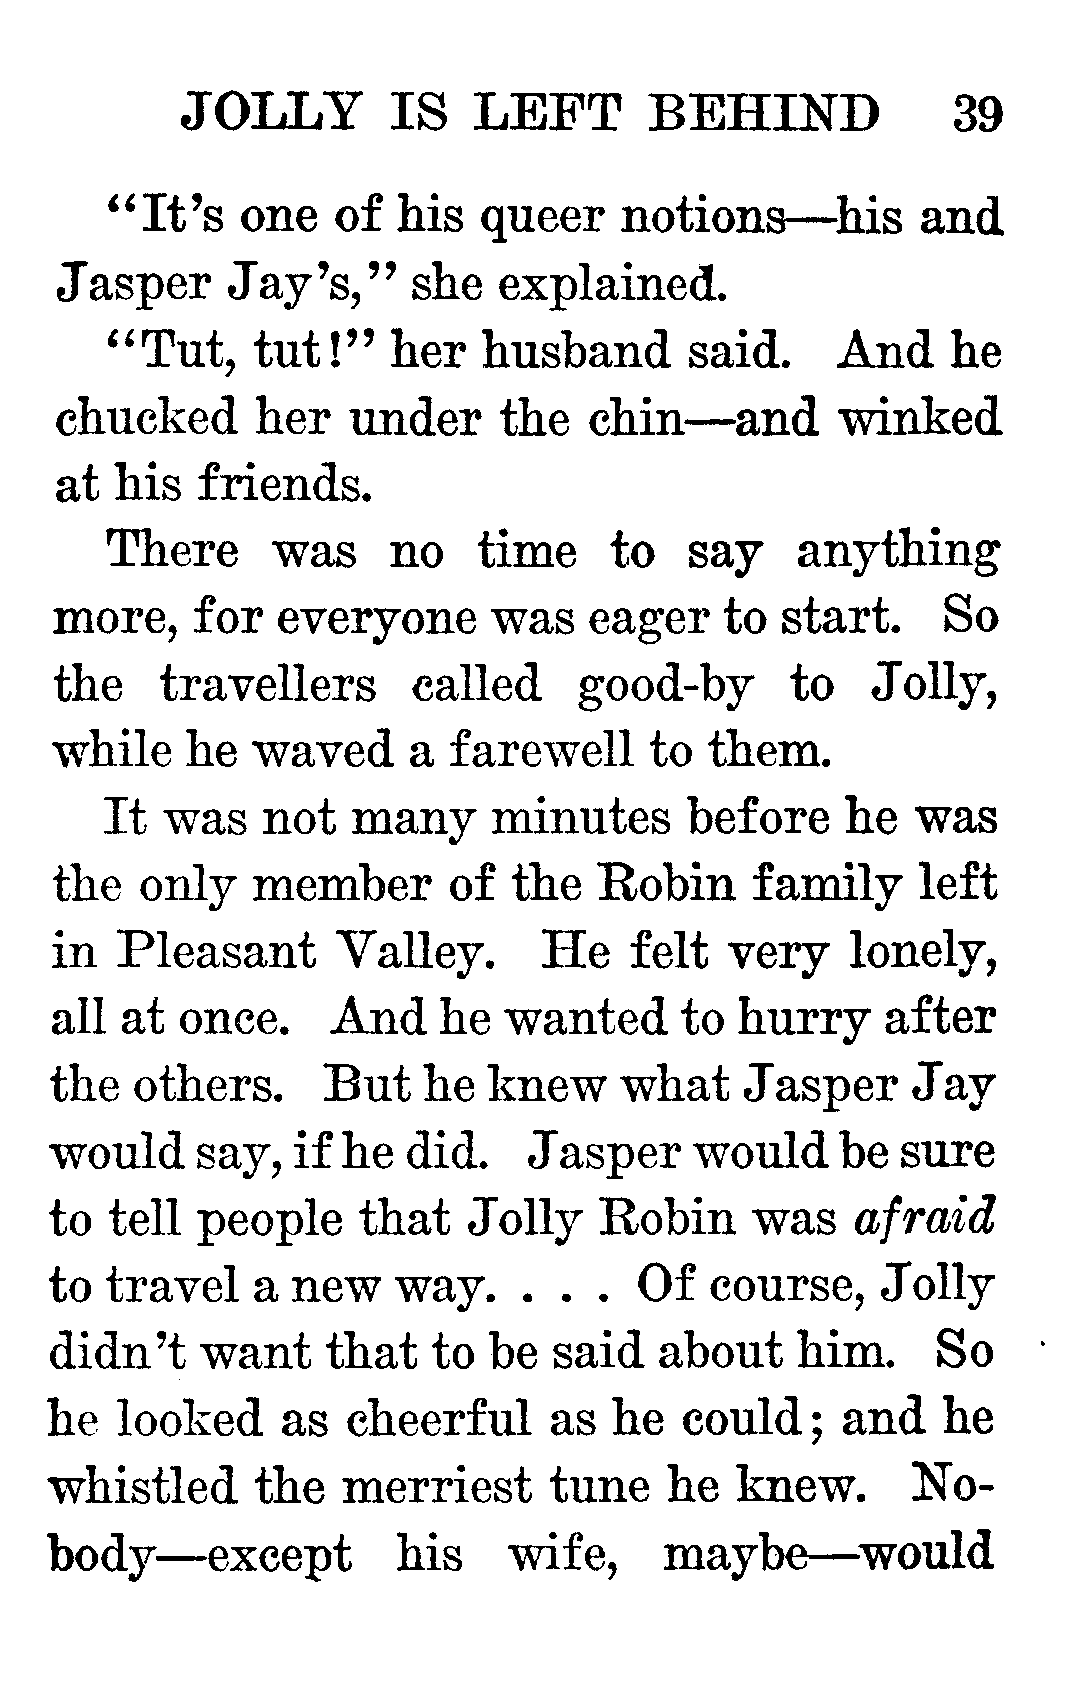 JOLLY IS LEFT BEHIND 39
“It’s one of his queer notions—his and
Jasper Jay’s,” she explained.
“Tut, tut!” her husband said. And he
chucked her under the chin—and winked
at his friends.
There was no time to say anything
more, for everyone was eager to start. So
the travellers called good-by to Jolly,
while he waved a farewell to them.
It was not many minutes before he was
the only member of the Robin family left
in Pleasant Valley. He felt very lonely,
all at once. And he wanted to hurry after
the others. But he knew what Jasper Jay
would say, if he did. Jasper would be sure
to tell people that Jolly Robin was afraid
to travel a new way. . . . Of course, Jolly
didn’t want that to be said about him. So
he looked as cheerful as he could; and he
whistled the merriest tune he knew. No-
body—except his wife, maybe—would